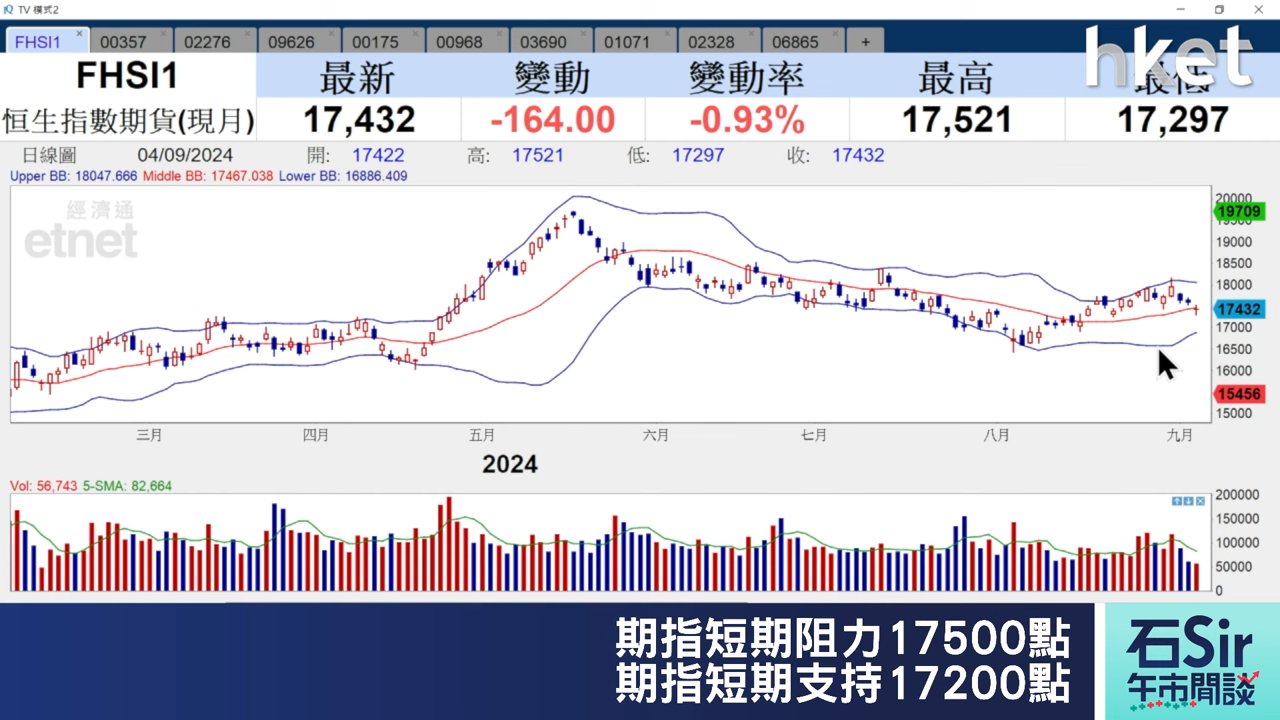 TV 模式2
FHSI1 00357 02276 09626 00175 00968 03690 01071 02328 06865 +
hket
FHSI1 最新 變動 變動率 最高 最低
恒生指數期貨(現月) 17,432 -164.00 -0.93% 17,521 17,297
日線圖 04/09/2024 開: 17422 高: 17521 低: 17297 收: 17432
Upper BB: 18047.666 Middle BB: 17467.038 Lower BB: 16886.409
經濟通
etnet
20000
19709
19000
18500
18000
17432
17000
16500
16000
15456
15000
三月 四月 五月 六月 七月 八月 九月
2024
Vol: 56,743 5-SMA: 82,664
200000
150000
100000
50000
0
期指短期阻力17500點
期指短期支持17200點
石Sir
午市閒談